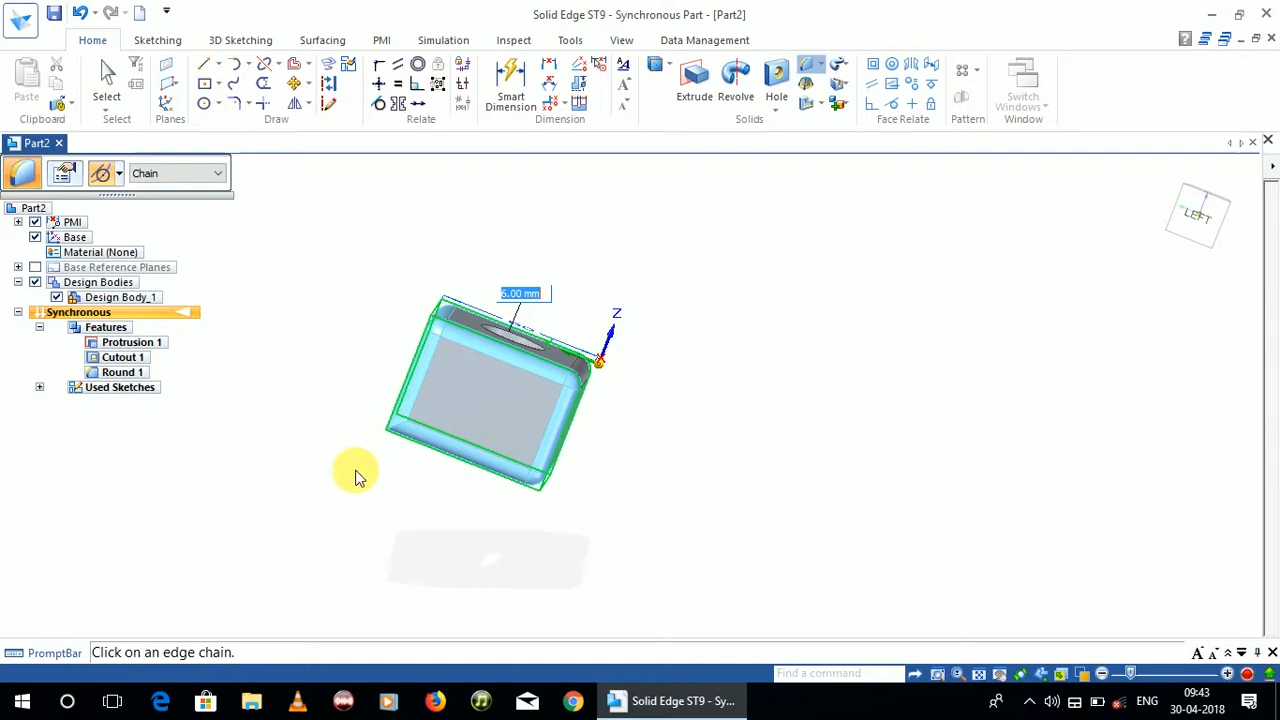 Solid Edge ST9 - Synchronous Part - [Part2]
Home
Sketching
3D Sketching
Surfacing
PMI
Simulation
Inspect
Tools
View
Data Management
Paste
Select
Smart
Dimension
Extrude
Revolve
Hole
Switch
Windows
Clipboard
Select
Planes
Draw
Relate
Dimension
Solids
Face Relate
Pattern
Window
Part2
Chain
Part2
PMI
Base
Material (None)
Base Reference Planes
Design Bodies
Design Body_1
Synchronous
Features
Protrusion 1
Cutout 1
Round 1
Used Sketches
6.00 mm
Z
LEFT
PromptBar
Click on an edge chain.
Find a command
Solid Edge ST9 - Sy...
ENG
09:43
30-04-2018